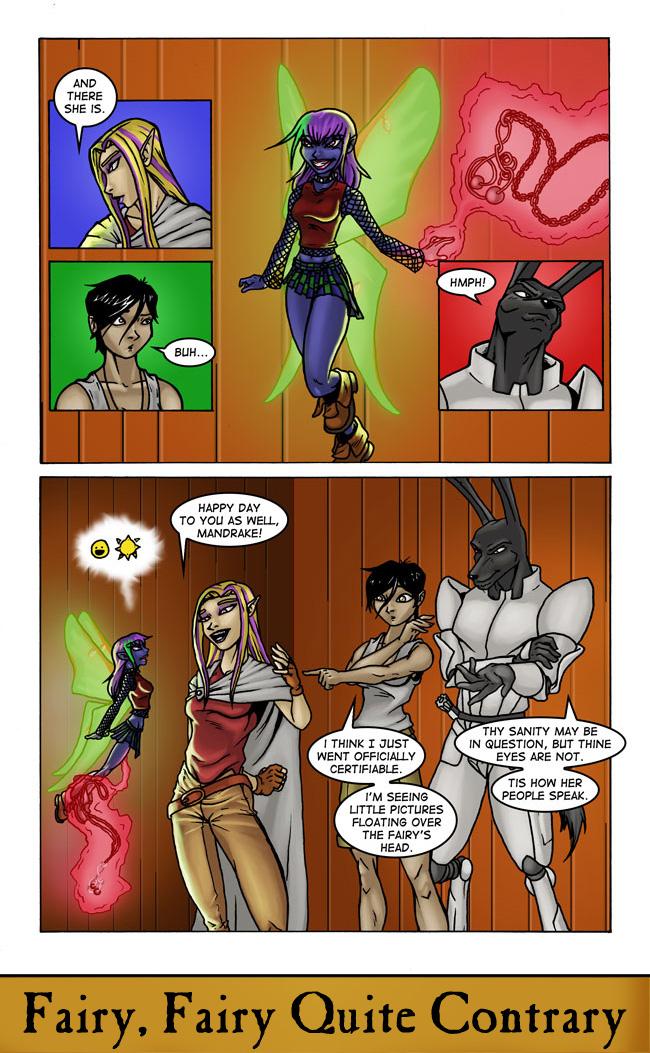 AND
THERE
SHE IS.
BUH...
HMPH!
HAPPY DAY
TO YOU AS WELL,
MANDRAKE!
I THINK I JUST
WENT OFFICIALLY
CERTIFIABLE.
I'M SEEING
LITTLE PICTURES
FLOATING OVER
THE FAIRY'S
HEAD.
THY SANITY MAY BE
IN QUESTION, BUT THINE
EYES ARE NOT.
TIS HOW HER
PEOPLE SPEAK.
Fairy, Fairy Quite Contrary